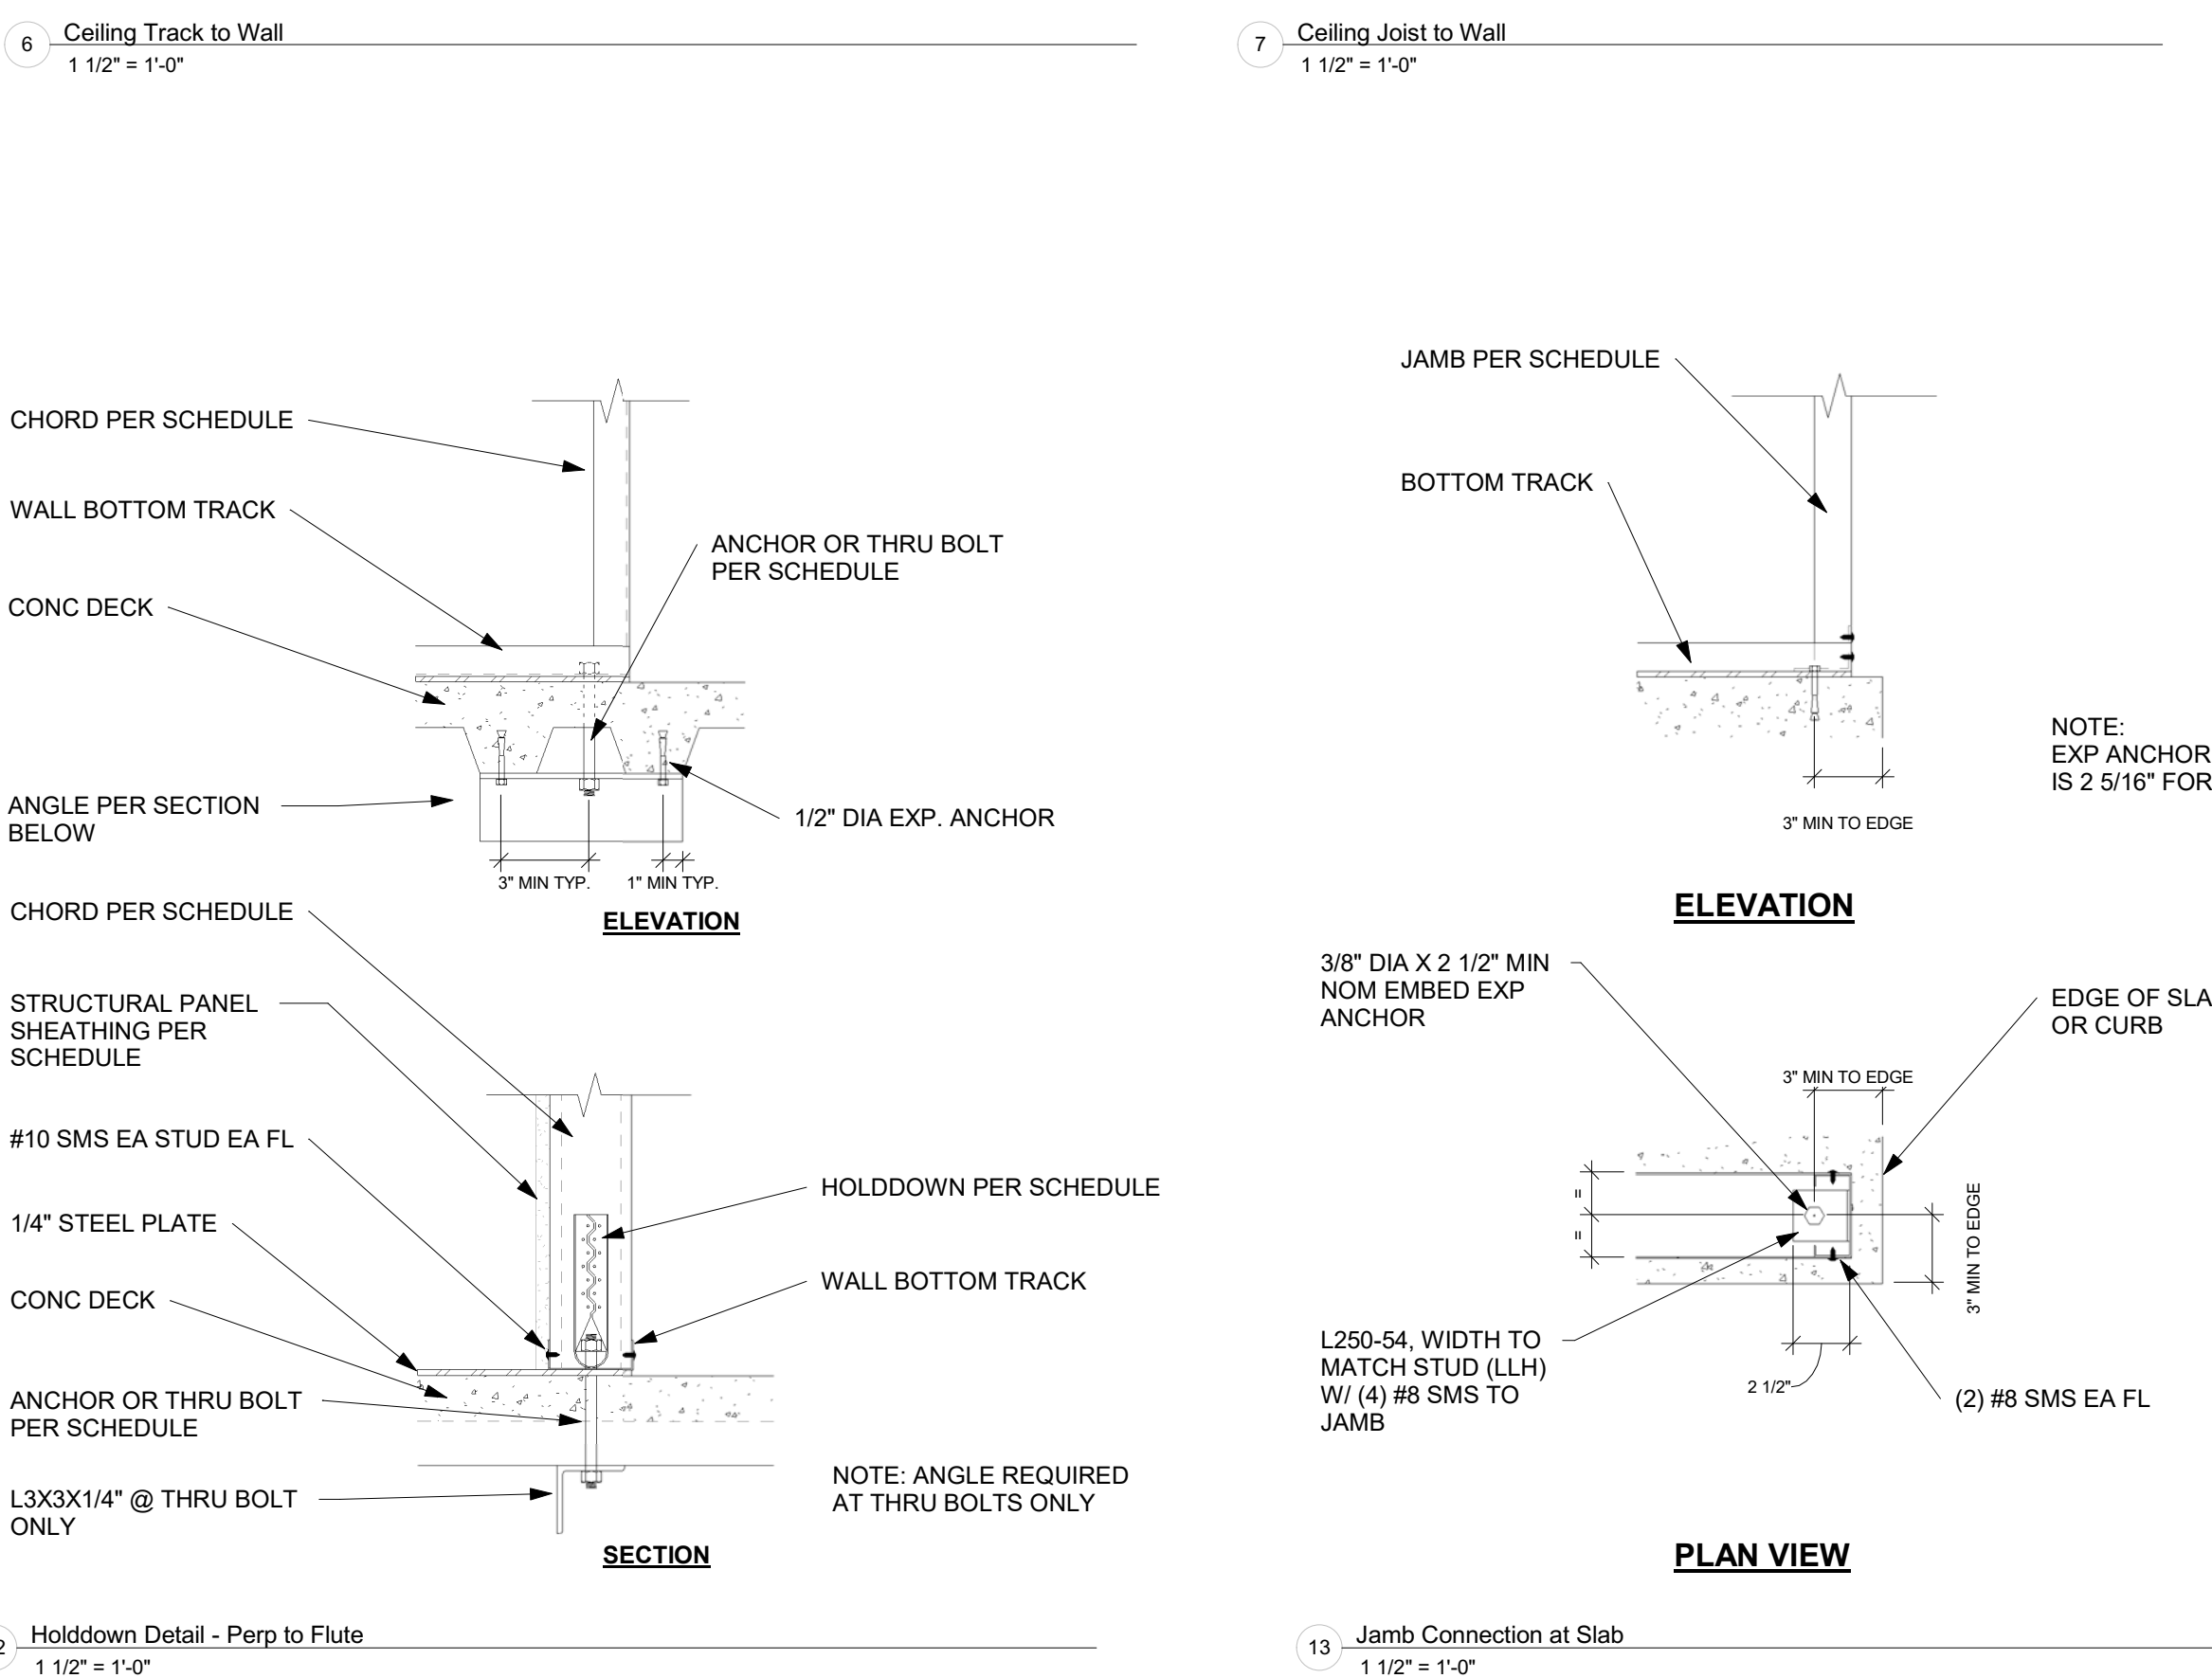 6 Ceiling Track to Wall
1 1/2" = 1'-0"
7 Ceiling Joist to Wall
1 1/2" = 1'-0"
CHORD PER SCHEDULE
WALL BOTTOM TRACK
CONC DECK
ANGLE PER SECTION
BELOW
ANCHOR OR THRU BOLT
PER SCHEDULE
1/2" DIA EXP. ANCHOR
3" MIN TYP.
1" MIN TYP.
ELEVATION
CHORD PER SCHEDULE
STRUCTURAL PANEL
SHEATHING PER
SCHEDULE
#10 SMS EA STUD EA FL
1/4" STEEL PLATE
CONC DECK
ANCHOR OR THRU BOLT
PER SCHEDULE
L3X3X1/4" @ THRU BOLT
ONLY
HOLDDOWN PER SCHEDULE
WALL BOTTOM TRACK
NOTE: ANGLE REQUIRED
AT THRU BOLTS ONLY
SECTION
2 Holddown Detail - Perp to Flute
1 1/2" = 1'-0"
JAMB PER SCHEDULE
BOTTOM TRACK
NOTE:
EXP ANCHOR
IS 2 5/16" FOR
3" MIN TO EDGE
ELEVATION
3/8" DIA X 2 1/2" MIN
NOM EMBED EXP
ANCHOR
EDGE OF SLA
OR CURB
3" MIN TO EDGE
=
=
3" MIN TO EDGE
L250-54, WIDTH TO
MATCH STUD (LLH)
W/ (4) #8 SMS TO
JAMB
2 1/2"
(2) #8 SMS EA FL
PLAN VIEW
13 Jamb Connection at Slab
1 1/2" = 1'-0"